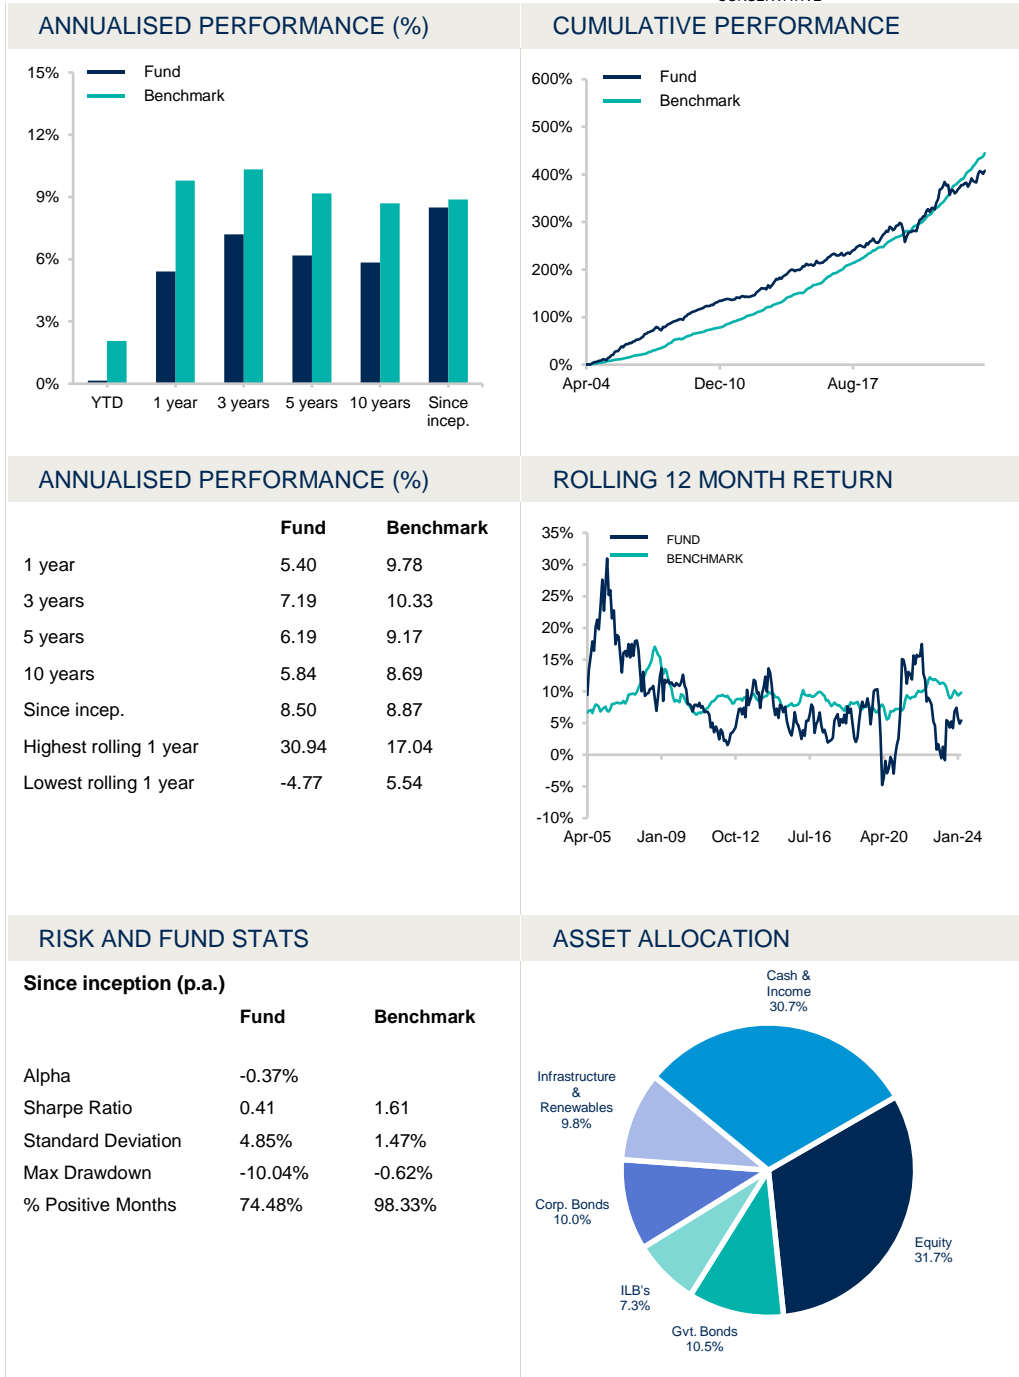 ANNUALISED PERFORMANCE (%)
15%
12%
9%
6%
3%
0%
Fund
Benchmark
YTD
1 year
3 years
5 years
10 years
Since
incep.
CUMULATIVE PERFORMANCE
600%
500%
400%
300%
200%
100%
0%
Fund
Benchmark
Apr-04
Dec-10
Aug-17
ANNUALISED PERFORMANCE (%)
Fund Benchmark
1 year 5.40 9.78
3 years 7.19 10.33
5 years 6.19 9.17
10 years 5.84 8.69
Since incep. 8.50 8.87
Highest rolling 1 year 30.94 17.04
Lowest rolling 1 year -4.77 5.54
ROLLING 12 MONTH RETURN
35%
30%
25%
20%
15%
10%
5%
0%
-5%
-10%
FUND
BENCHMARK
Apr-05
Jan-09
Oct-12
Jul-16
Apr-20
Jan-24
RISK AND FUND STATS
Since inception (p.a.)
Fund Benchmark
Alpha -0.37%
Sharpe Ratio 0.41 1.61
Standard Deviation 4.85% 1.47%
Max Drawdown -10.04% -0.62%
% Positive Months 74.48% 98.33%
ASSET ALLOCATION
Cash &
Income
30.7%
Infrastructure
&
Renewables
9.8%
Corp. Bonds
10.0%
ILB's
7.3%
Gvt. Bonds
10.5%
Equity
31.7%